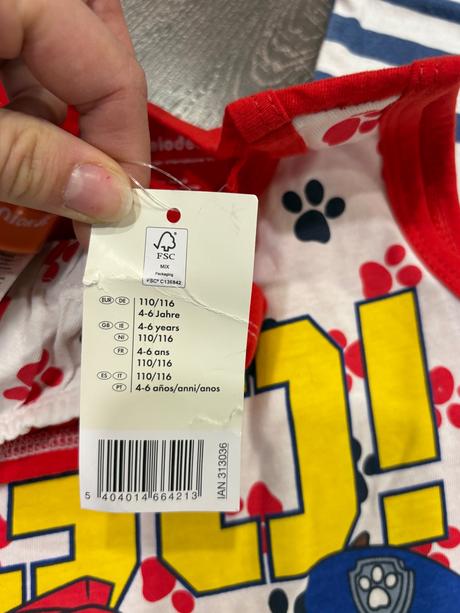 FSC
MIX
Packaging
FSC® C136842
EUR DE 110/116
4-6 Jahre
GB IE 4-6 years
NI 110/116
FR 4-6 ans
110/116
ES IT 110/116
PT 4-6 años/anni/anos
5 404014 664213
IAN 313036
GO!